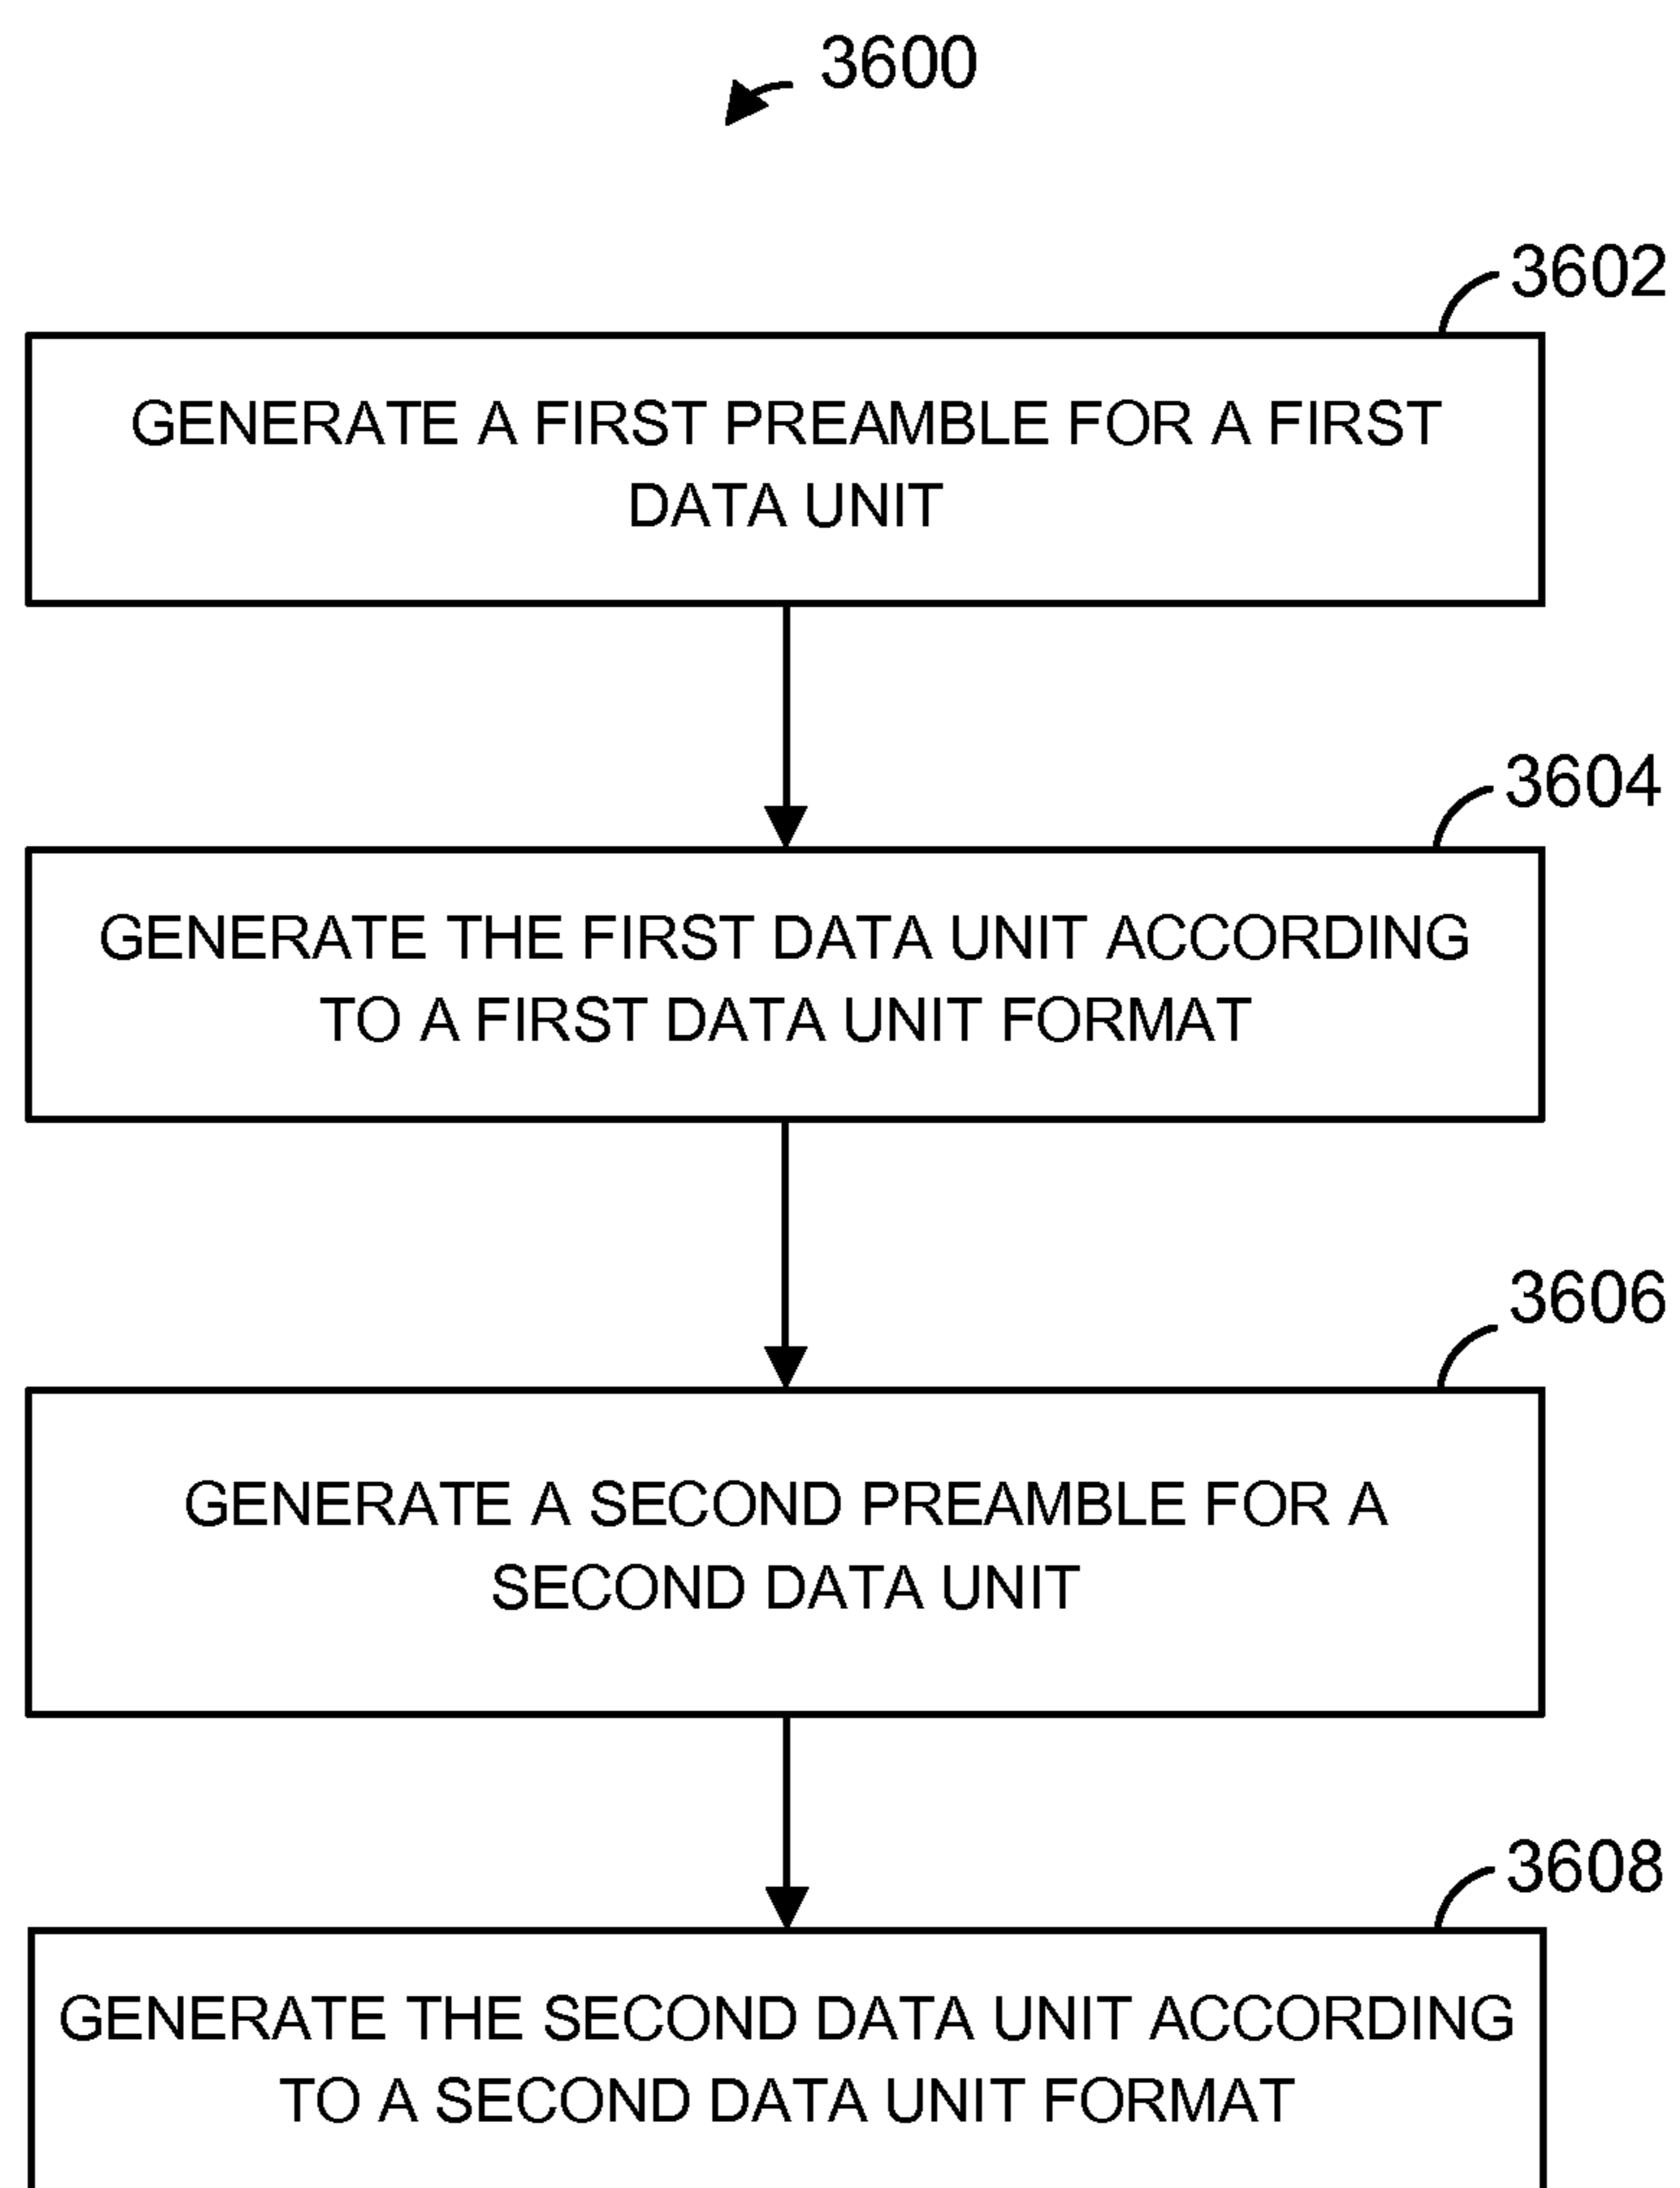 3600
3602
GENERATE A FIRST PREAMBLE FOR A FIRST
DATA UNIT
3604
GENERATE THE FIRST DATA UNIT ACCORDING
TO A FIRST DATA UNIT FORMAT
3606
GENERATE A SECOND PREAMBLE FOR A
SECOND DATA UNIT
3608
GENERATE THE SECOND DATA UNIT ACCORDING
TO A SECOND DATA UNIT FORMAT